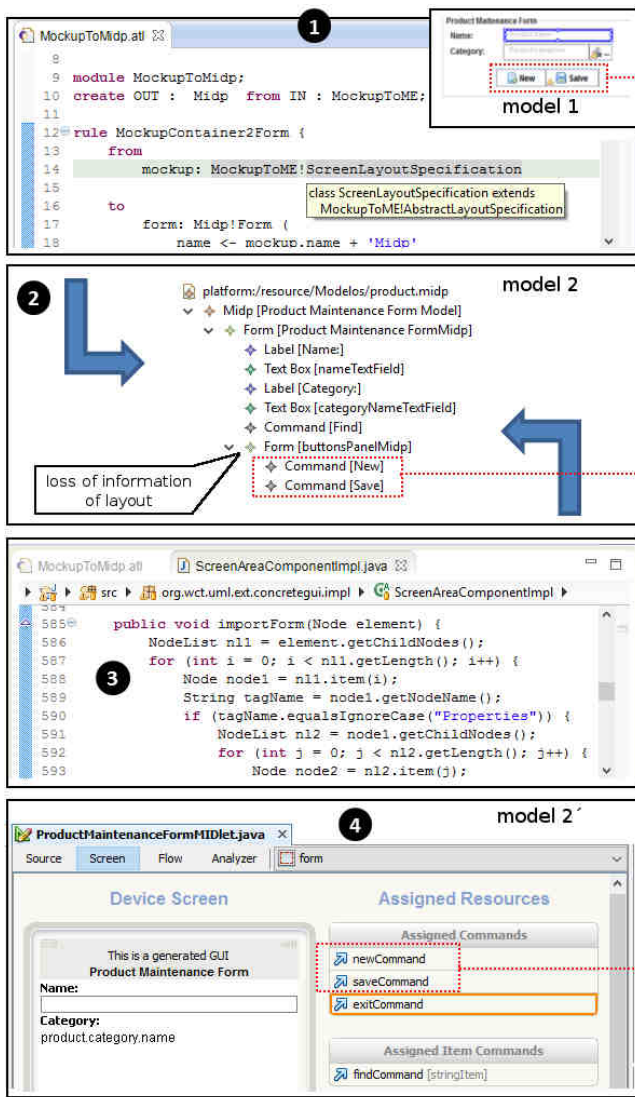 MockupToMidp.atl
1
8
9 module MockupToMidp;
10 create OUT : Midp from IN : MockupToME;
11
12 rule MockupContainer2Form {
13 from
14 mockup: MockupToME!ScreenLayoutSpecification
15
16 to
17 form: Midp!Form (
18 name <- mockup.name + 'Midp'
class ScreenLayoutSpecification extends
MockupToME!AbstractLayoutSpecification
Product Maitenance Form
Name:
Category:
New
Salve
model 1
2
model 2
platform:/resource/Modelos/product.midp
Midp [Product Maintenance Form Model]
Form [Product Maintenance FormMidp]
Label [Name:]
Text Box [nameTextField]
Label [Category:]
Text Box [categoryNameTextField]
Command [Find]
Form [buttonsPanelMidp]
Command [New]
Command [Save]
loss of information
of layout
MockupToMidp.atl
ScreenAreaComponentImpl.java
src
org.wct.uml.ext.concretegui.impl
ScreenAreaComponentImpl
3
584
585 public void importForm(Node element) {
586 NodeList nl1 = element.getChildNodes();
587 for (int i = 0; i < nl1.getLength(); i++) {
588 Node node1 = nl1.item(i);
589 String tagName = node1.getNodeName();
590 if (tagName.equalsIgnoreCase("Properties")) {
591 NodeList nl2 = node1.getChildNodes();
592 for (int j = 0; j < nl2.getLength(); j++) {
593 Node node2 = nl2.item(j);
4
model 2´
ProductMaintenanceFormMIDlet.java
Source Screen Flow Analyzer form
Device Screen
This is a generated GUI
Product Maintenance Form
Name:
Category:
product.category.name
Assigned Resources
Assigned Commands
newCommand
saveCommand
exitCommand
Assigned Item Commands
findCommand [stringItem]